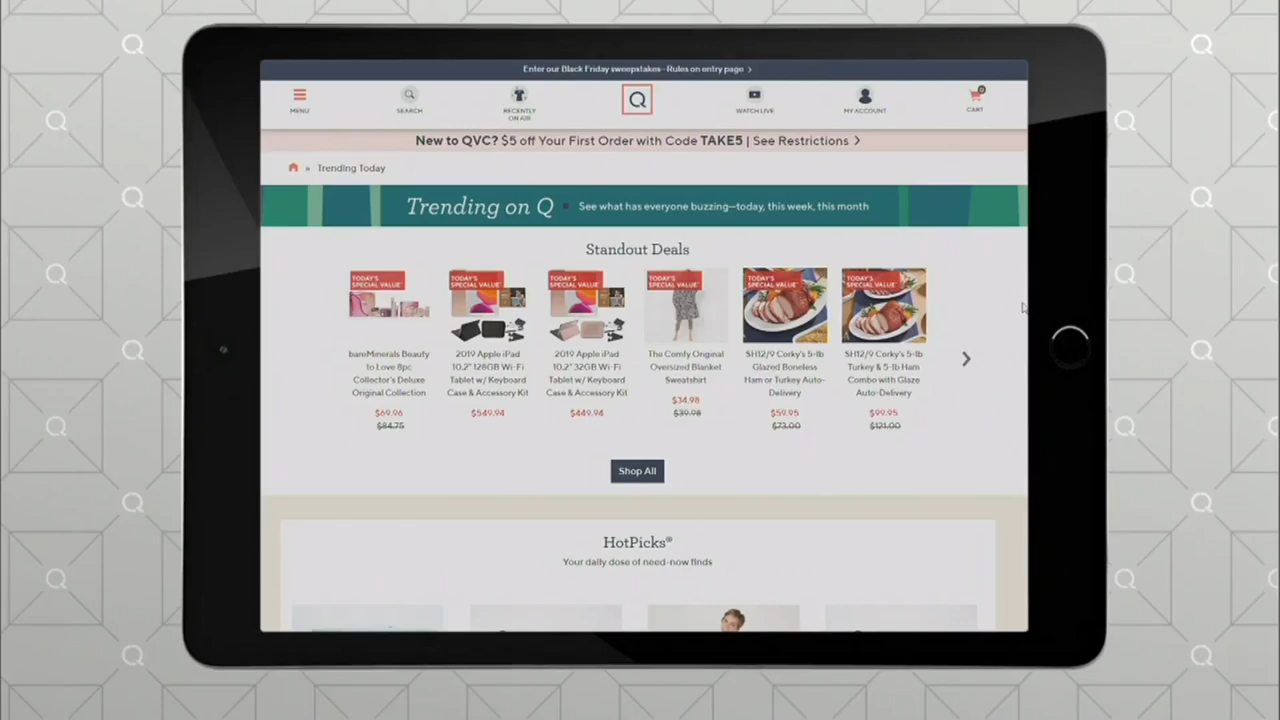 Enter our Black Friday sweepstakes—Rules on entry page >
MENU
SEARCH
RECENTLY
ON AIR
Q
WATCH LIVE
MY ACCOUNT
0
CART
New to QVC? $5 off Your First Order with Code TAKE5 | See Restrictions >
» Trending Today
Trending on Q See what has everyone buzzing—today, this week, this month
Standout Deals
TODAY'S
SPECIAL VALUE
bareMinerals Beauty
to Love 8pc
Collector's Deluxe
Original Collection
$69.96
$84.75
TODAY'S
SPECIAL VALUE
2019 Apple iPad
10.2" 128GB Wi-Fi
Tablet w/ Keyboard
Case & Accessory Kit
$549.94
TODAY'S
SPECIAL VALUE
2019 Apple iPad
10.2" 32GB Wi-Fi
Tablet w/ Keyboard
Case & Accessory Kit
$449.94
TODAY'S
SPECIAL VALUE
The Comfy Original
Oversized Blanket
Sweatshirt
$34.98
$39.98
TODAY'S
SPECIAL VALUE
SH12/9 Corky's 5-lb
Glazed Boneless
Ham or Turkey Auto-
Delivery
$59.95
$73.00
TODAY'S
SPECIAL VALUE
SH12/9 Corky's 5-lb
Turkey & 5-lb Ham
Combo with Glaze
Auto-Delivery
$99.95
$121.00
Shop All
HotPicks®
Your daily dose of need-now finds